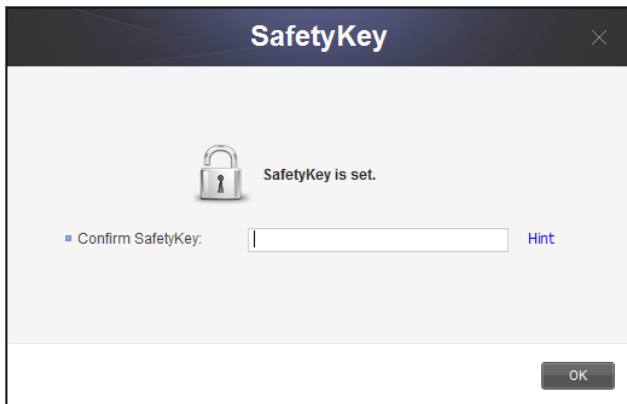 SafetyKey
SafetyKey is set.
Confirm SafetyKey:
Hint
OK